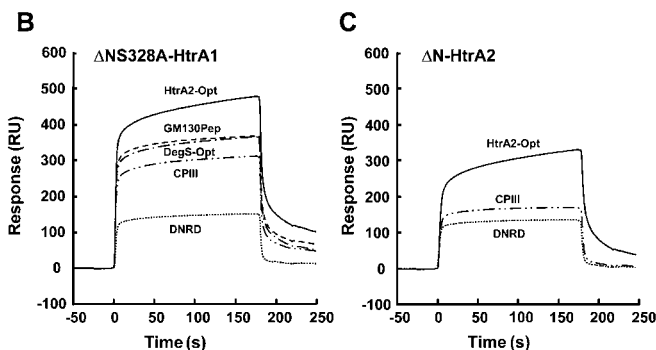 B
ΔNS328A-HtrA1
600
500
400
300
200
100
0
-100
Response (RU)
HtrA2-Opt
GM130Pep
DegS-Opt
CPIII
DNRD
-50 0 50 100 150 200 250
Time (s)
C
ΔN-HtrA2
600
500
400
300
200
100
0
-100
Response (RU)
HtrA2-Opt
CPIII
DNRD
-50 0 50 100 150 200 250
Time (s)